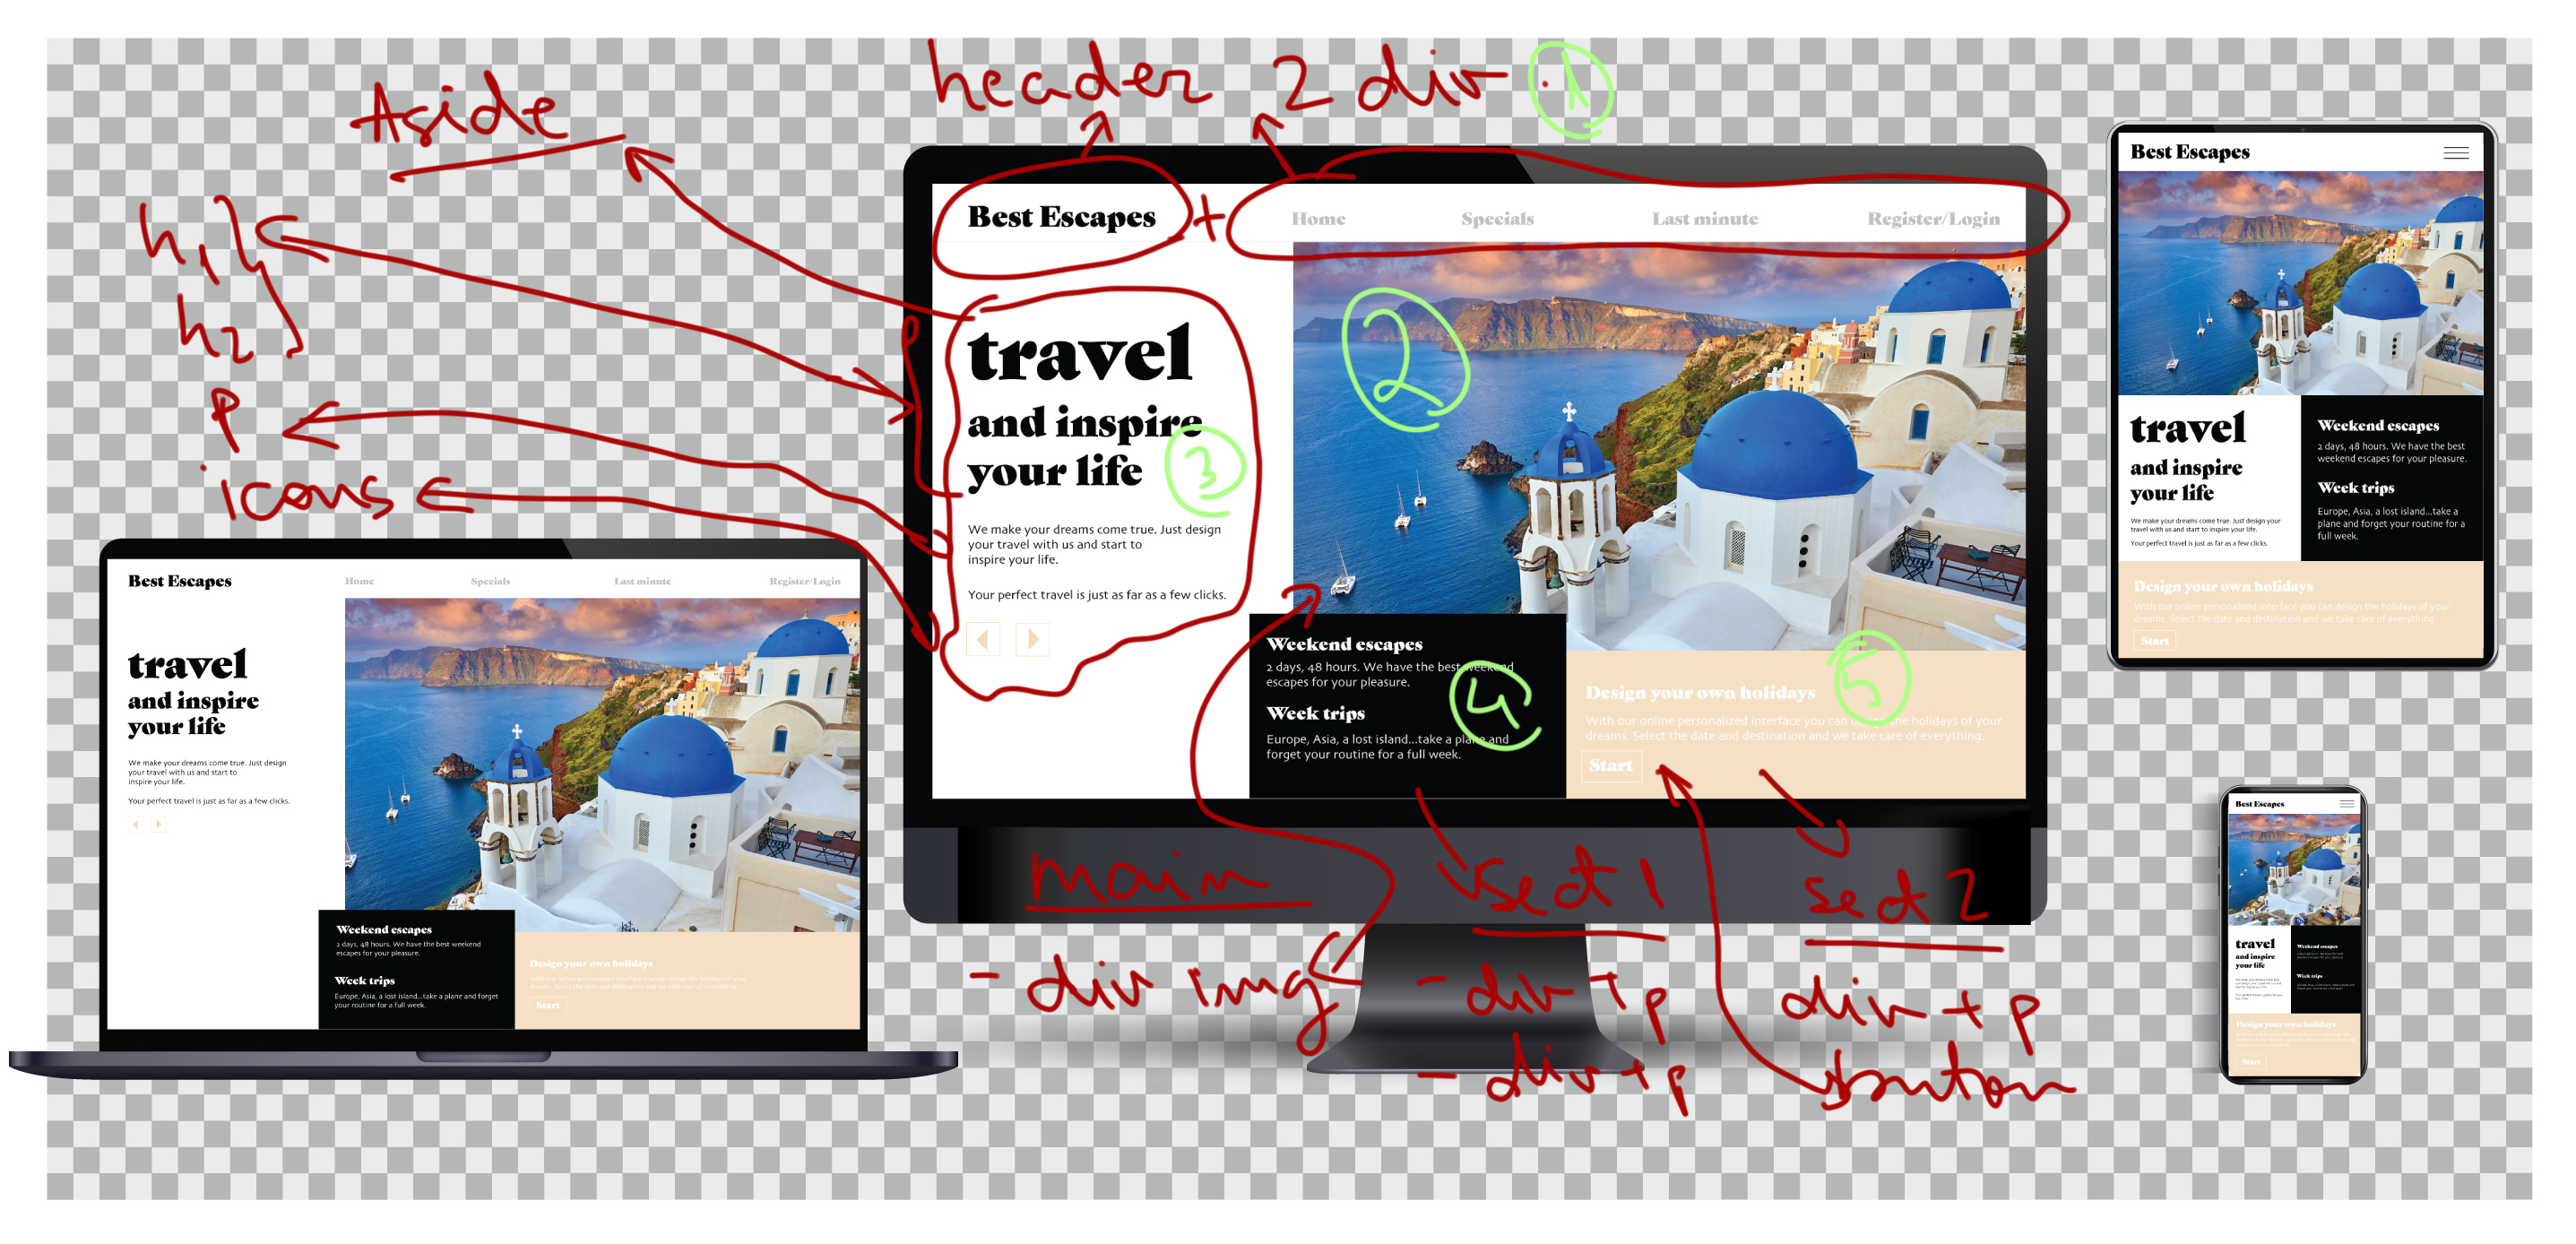 Aside
header 2 div.
1
h1
h2
p
icons
Best Escapes
+
Home Specials Last minute Register/Login
2
travel
and inspire
your life
3
We make your dreams come true. Just design
your travel with us and start to
inspire your life.
Your perfect travel is just as far as a few clicks.
Weekend escapes
2 days, 48 hours. We have the best weekend
escapes for your pleasure.
Week trips
Europe, Asia, a lost island...take a plane and
forget your routine for a full week.
4
5
Design your own holidays
With our online personalized interface you can design the holidays of your
dreams. Select the date and destination and we take care of everything.
Start
main
- div img
sect 1
- div + p
- div + p
sect 2
div + p
button
Best Escapes
Home Specials Last minute Register/Login
travel
and inspire
your life
We make your dreams come true. Just design
your travel with us and start to
inspire your life.
Your perfect travel is just as far as a few clicks.
Weekend escapes
2 days, 48 hours. We have the best weekend
escapes for your pleasure.
Week trips
Europe, Asia, a lost island...take a plane and forget
your routine for a full week.
Design your own holidays
With our online personalized interface you can design the holidays of your
dreams. Select the date and destination and we take care of everything.
Start
Best Escapes
travel
and inspire
your life
We make your dreams come true. Just design your
travel with us and start to inspire your life.
Your perfect travel is just as far as a few clicks.
Weekend escapes
2 days, 48 hours. We have the best
weekend escapes for your pleasure.
Week trips
Europe, Asia, a lost island...take a
plane and forget your routine for a
full week.
Design your own holidays
With our online personalized interface you can design the holidays of your
dreams. Select the date and destination and we take care of everything.
Start
Best Escapes
travel
and inspire
your life
Weekend escapes
Week trips
Design your own holidays
Start